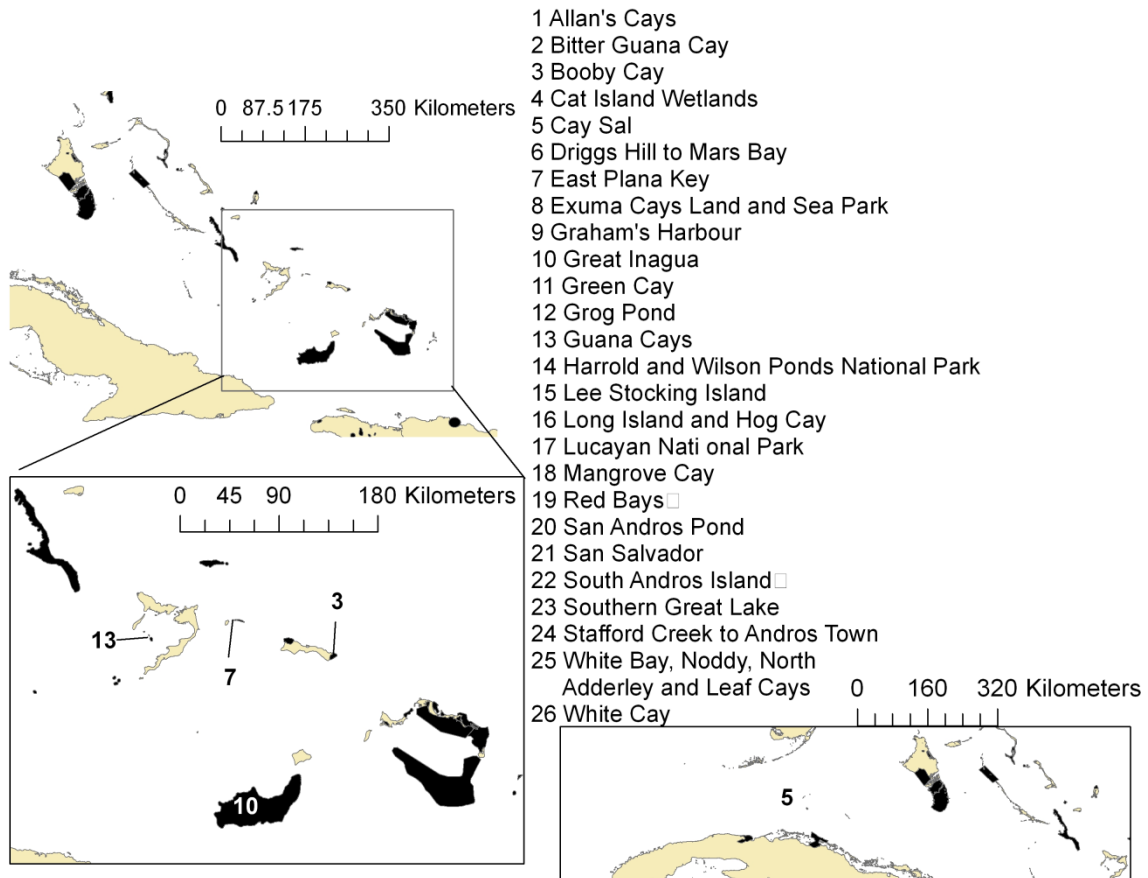 1 Allan's Cays
2 Bitter Guana Cay
3 Booby Cay
4 Cat Island Wetlands
5 Cay Sal
6 Driggs Hill to Mars Bay
7 East Plana Key
8 Exuma Cays Land and Sea Park
9 Graham's Harbour
10 Great Inagua
11 Green Cay
12 Grog Pond
13 Guana Cays
14 Harrold and Wilson Ponds National Park
15 Lee Stocking Island
16 Long Island and Hog Cay
17 Lucayan Nati onal Park
18 Mangrove Cay
19 Red Bays□
20 San Andros Pond
21 San Salvador
22 South Andros Island□
23 Southern Great Lake
24 Stafford Creek to Andros Town
25 White Bay, Noddy, North
Adderley and Leaf Cays
26 White Cay
0 87.5 175 350 Kilometers
0 45 90 180 Kilometers
3
13
7
10
0 160 320 Kilometers
5